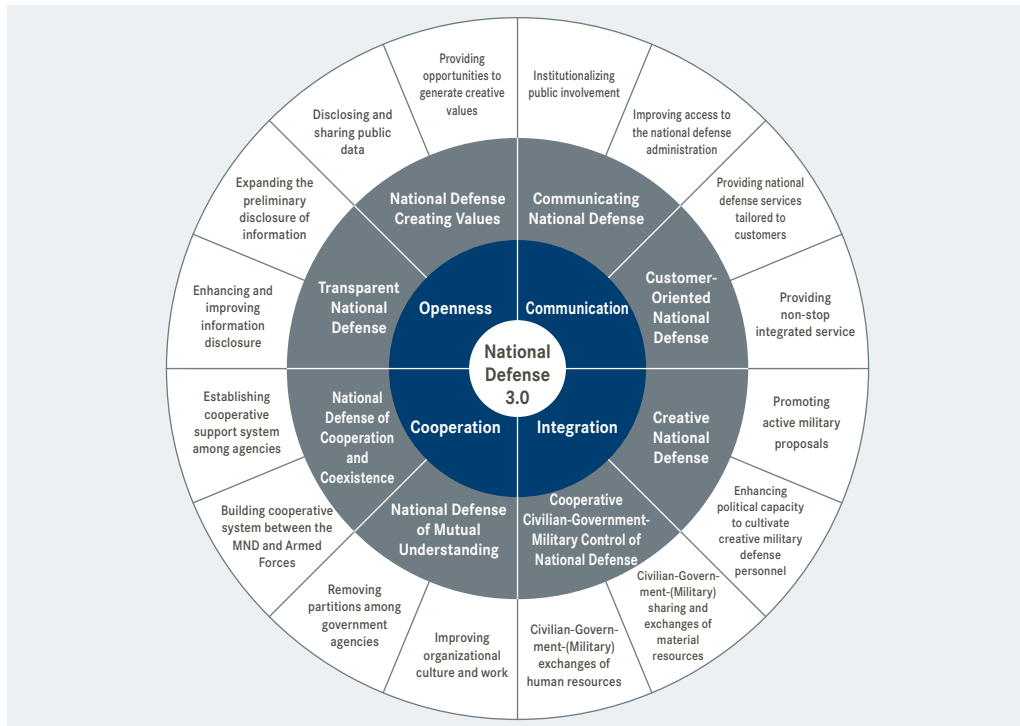 Providing
opportunities to
generate creative
values
Institutionalizing
public involvement
Improving access to
the national defense
administration
Providing national
defense services
tailored to
customers
Providing
non-stop
integrated service
Promoting
active military
proposals
Enhancing
political capacity
to cultivate
creative military
defense
personnel
Civilian-Govern-
ment-(Military)
sharing and
exchanges of
material
resources
Civilian-Govern-
ment-(Military)
exchanges of
human resources
Improving
organizational
culture and work
Removing
partitions among
government
agencies
Building cooperative
system between the
MND and Armed
Forces
Establishing
cooperative
support system
among agencies
Enhancing and
improving
information
disclosure
Expanding the
preliminary
disclosure of
information
Disclosing and
sharing public
data
National Defense
Creating Values
Communicating
National Defense
Customer-
Oriented
National
Defense
Creative
National
Defense
Cooperative
Civilian-Government-
Military Control of
National Defense
National Defense
of Mutual
Understanding
National
Defense of
Cooperation
and
Coexistence
Transparent
National
Defense
Openness
Communication
Integration
Cooperation
National
Defense
3.0